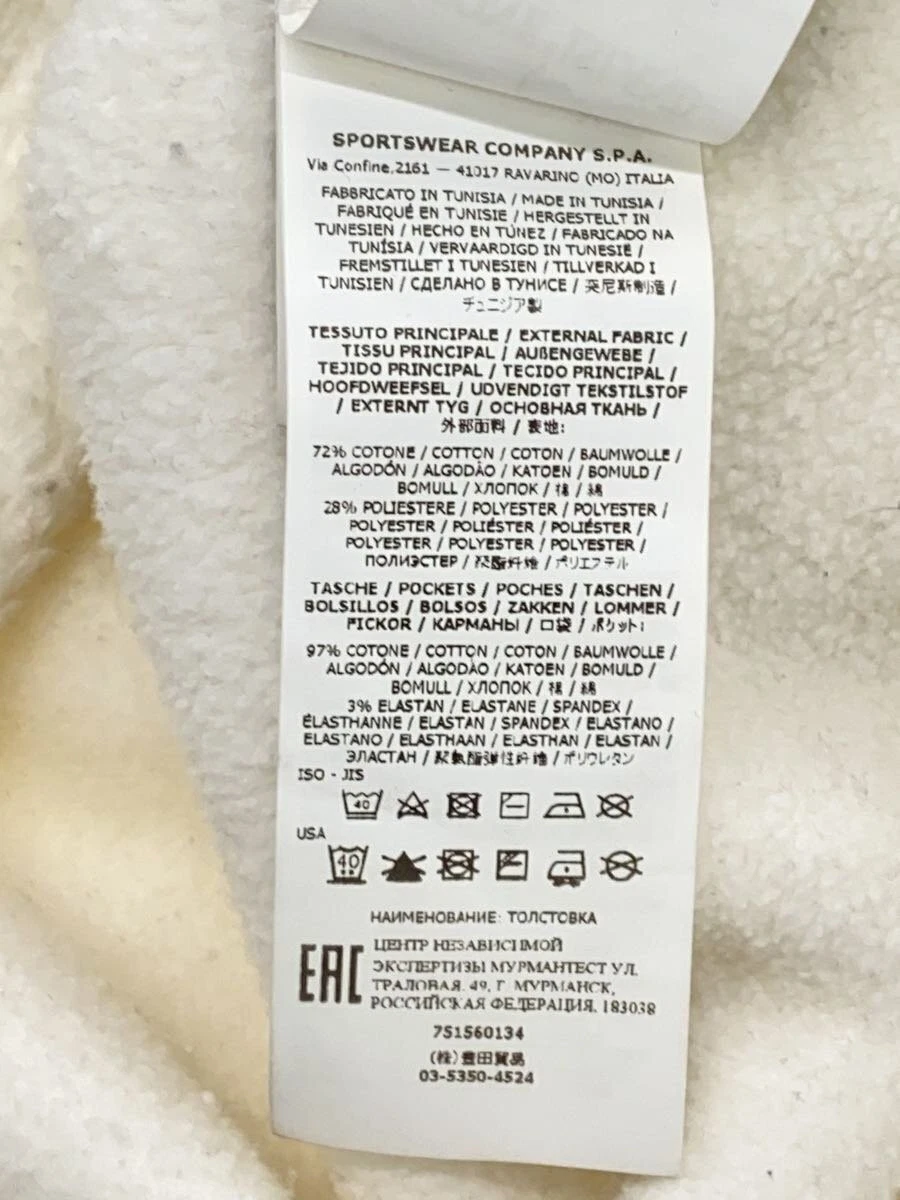 SPORTSWEAR COMPANY S.P.A.
Via Confine,2161 — 41017 RAVARINO (MO) ITALIA
FABBRICATO IN TUNISIA / MADE IN TUNISIA /
FABRIQUÉ EN TUNISIE / HERGESTELLT IN
TUNESIEN / HECHO EN TÚNEZ / FABRICADO NA
TUNÍSIA / VERVAARDIGD IN TUNESIË /
FREMSTILLET I TUNESIEN / TILLVERKAD I
TUNISIEN / СДЕЛАНО В ТУНИСЕ / 突尼斯制造 /
チュニジア製
TESSUTO PRINCIPALE / EXTERNAL FABRIC /
TISSU PRINCIPAL / AUßENGEWEBE /
TEJIDO PRINCIPAL / TECIDO PRINCIPAL /
HOOFDWEEFSEL / UDVENDIGT TEKSTILSTOF
/ EXTERNT TYG / ОСНОВНАЯ ТКАНЬ /
外部面料 / 表地:
72% COTONE / COTTON / COTON / BAUMWOLLE /
ALGODÓN / ALGODÃO / KATOEN / BOMULD /
BOMULL / ХЛОПОК / 棉 / 綿
28% POLIESTERE / POLYESTER / POLYESTER /
POLYESTER / POLIÉSTER / POLIÉSTER /
POLYESTER / POLYESTER / POLYESTER /
ПОЛИЭСТЕР / 聚酯纤维 / ポリエステル
TASCHE / POCKETS / POCHES / TASCHEN /
BOLSILLOS / BOLSOS / ZAKKEN / LOMMER /
FICKOR / КАРМАНЫ / 口袋 / ポケット:
97% COTONE / COTTON / COTON / BAUMWOLLE /
ALGODÓN / ALGODÃO / KATOEN / BOMULD /
BOMULL / ХЛОПОК / 棉 / 綿
3% ELASTAN / ELASTANE / SPANDEX /
ÉLASTHANNE / ELASTAN / SPANDEX / ELASTANO /
ELASTANO / ELASTHAAN / ELASTHAN / ELASTAN /
ЭЛАСТАН / 聚氨酯弹性纤维 / ポリウレタン
ISO - JIS
40
USA
40
НАИМЕНОВАНИЕ: ТОЛСТОВКА
EAC
ЦЕНТР НЕЗАВИСИМОЙ
ЭКСПЕРТИЗЫ МУРМАНТЕСТ УЛ.
ТРАЛОВАЯ, 49, Г. МУРМАНСК,
РОССИЙСКАЯ ФЕДЕРАЦИЯ, 183038
751560134
(株)豊田貿易
03-5350-4524